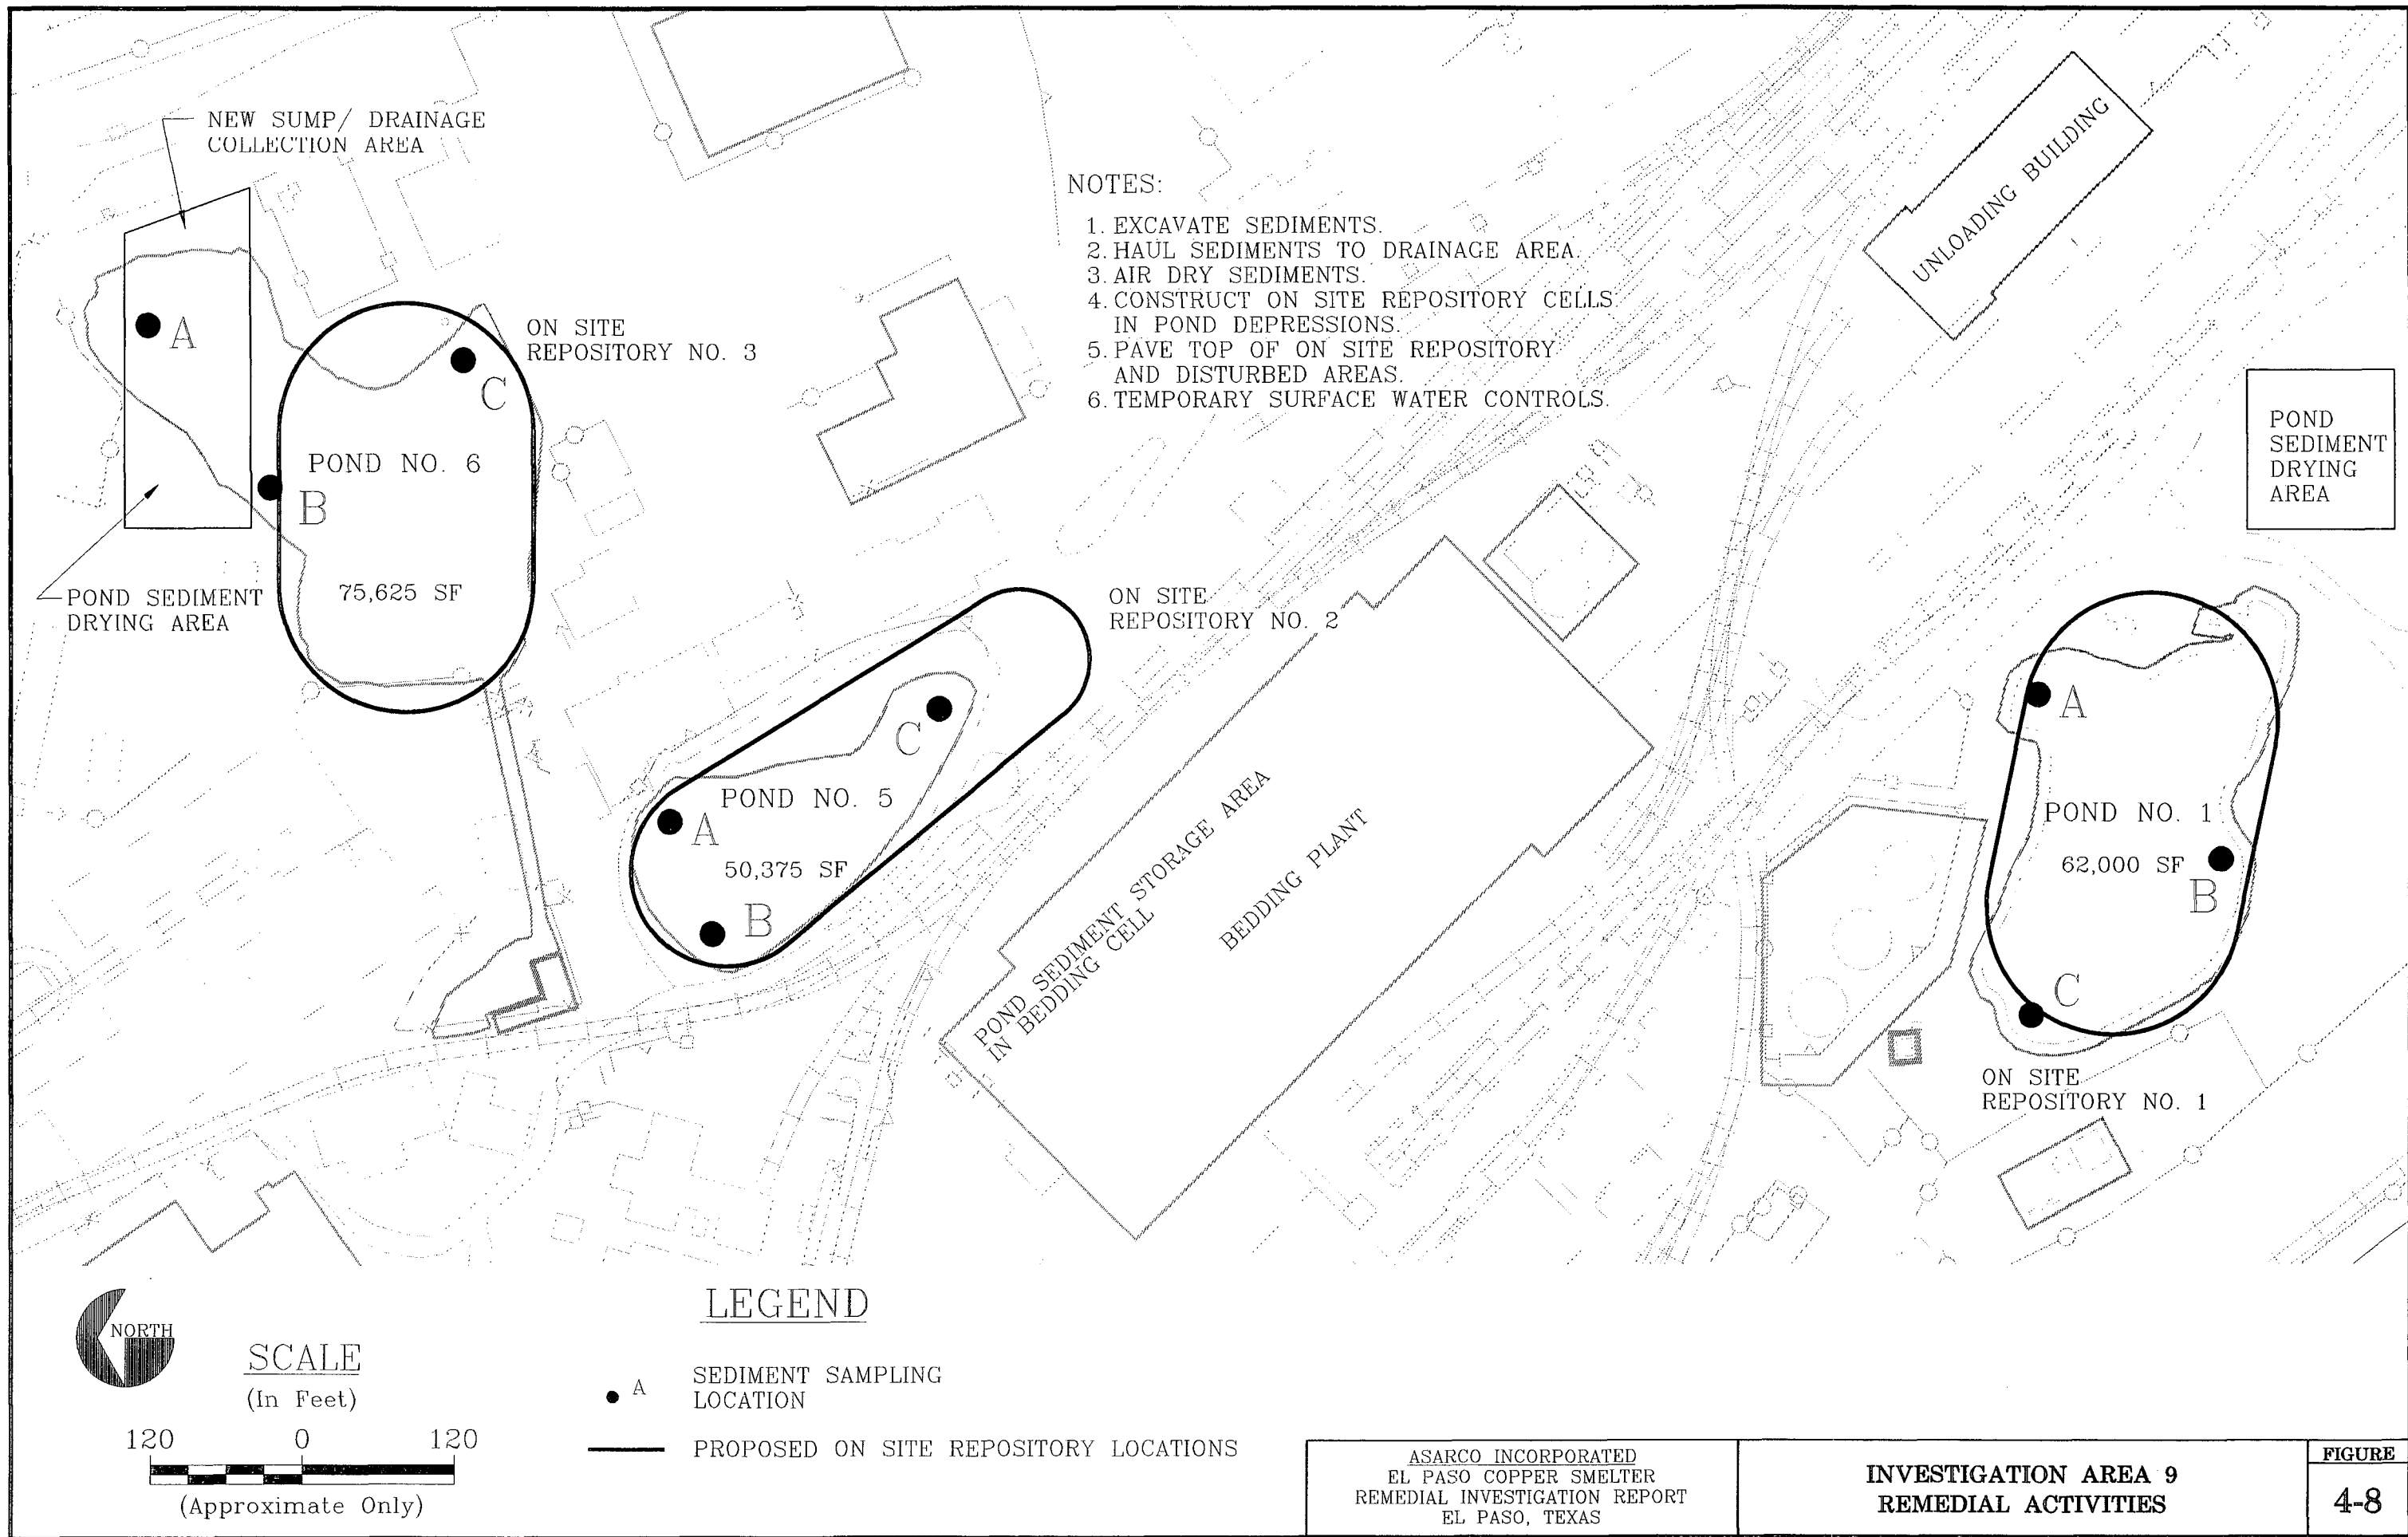 NEW SUMP/ DRAINAGE
COLLECTION AREA
A
B
C
ON SITE
REPOSITORY NO. 3
POND NO. 6
75,625 SF
POND SEDIMENT
DRYING AREA
NOTES:
1. EXCAVATE SEDIMENTS.
2. HAUL SEDIMENTS TO DRAINAGE AREA.
3. AIR DRY SEDIMENTS.
4. CONSTRUCT ON SITE REPOSITORY CELLS
IN POND DEPRESSIONS.
5. PAVE TOP OF ON SITE REPOSITORY
AND DISTURBED AREAS.
6. TEMPORARY SURFACE WATER CONTROLS.
UNLOADING BUILDING
POND
SEDIMENT
DRYING
AREA
ON SITE
REPOSITORY NO. 2
C
POND NO. 5
A
50,375 SF
B
POND SEDIMENT STORAGE AREA
IN BEDDING CELL
BEDDING PLANT
A
POND NO. 1
62,000 SF
B
C
ON SITE
REPOSITORY NO. 1
NORTH
SCALE
(In Feet)
120 0 120
(Approximate Only)
LEGEND
A SEDIMENT SAMPLING
LOCATION
PROPOSED ON SITE REPOSITORY LOCATIONS
ASARCO INCORPORATED
EL PASO COPPER SMELTER
REMEDIAL INVESTIGATION REPORT
EL PASO, TEXAS
INVESTIGATION AREA 9
REMEDIAL ACTIVITIES
FIGURE
4-8